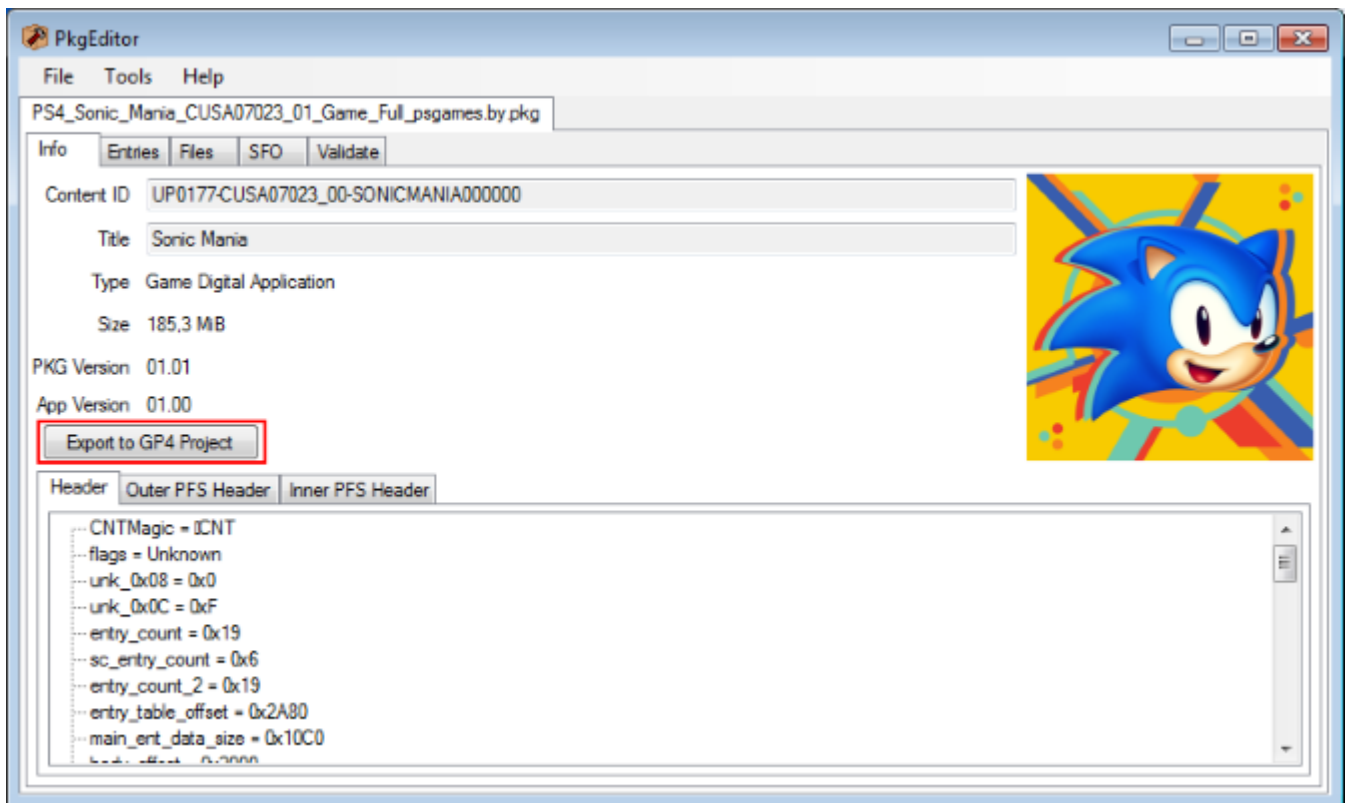 PkgEditor
File Tools Help
PS4_Sonic_Mania_CUSA07023_01_Game_Full_psgames.by.pkg
Info Entries Files SFO Validate
Content ID UP0177-CUSA07023_00-SONICMANIA000000
Title Sonic Mania
Type Game Digital Application
Size 185,3 MiB
PKG Version 01.01
App Version 01.00
Export to GP4 Project
Header Outer PFS Header Inner PFS Header
CNTMagic = CNT
flags = Unknown
unk_0x08 = 0x0
unk_0x0C = 0xF
entry_count = 0x19
sc_entry_count = 0x6
entry_count_2 = 0x19
entry_table_offset = 0x2A80
main_ent_data_size = 0x10C0